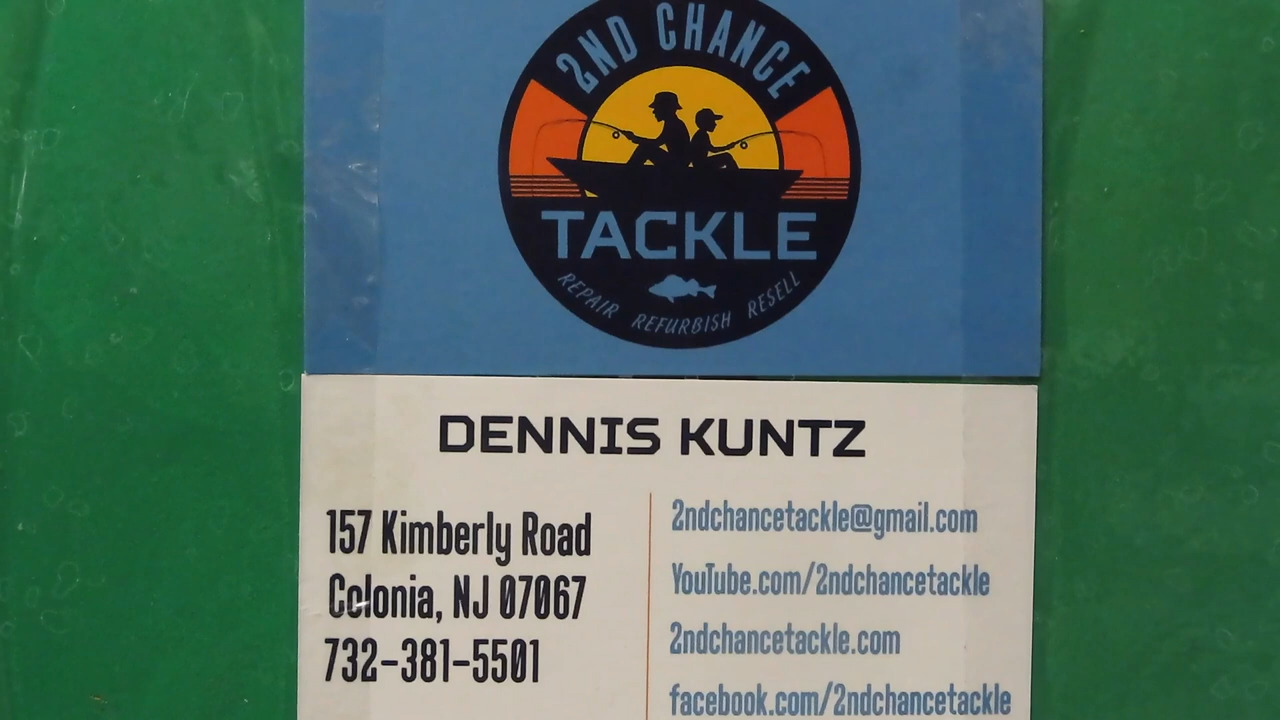 2ND CHANCE
TACKLE
REPAIR REFURBISH RESELL
DENNIS KUNTZ
157 Kimberly Road
Colonia, NJ 07067
732-381-5501
2ndchancetackle@gmail.com
YouTube.com/2ndchancetackle
2ndchancetackle.com
facebook.com/2ndchancetackle